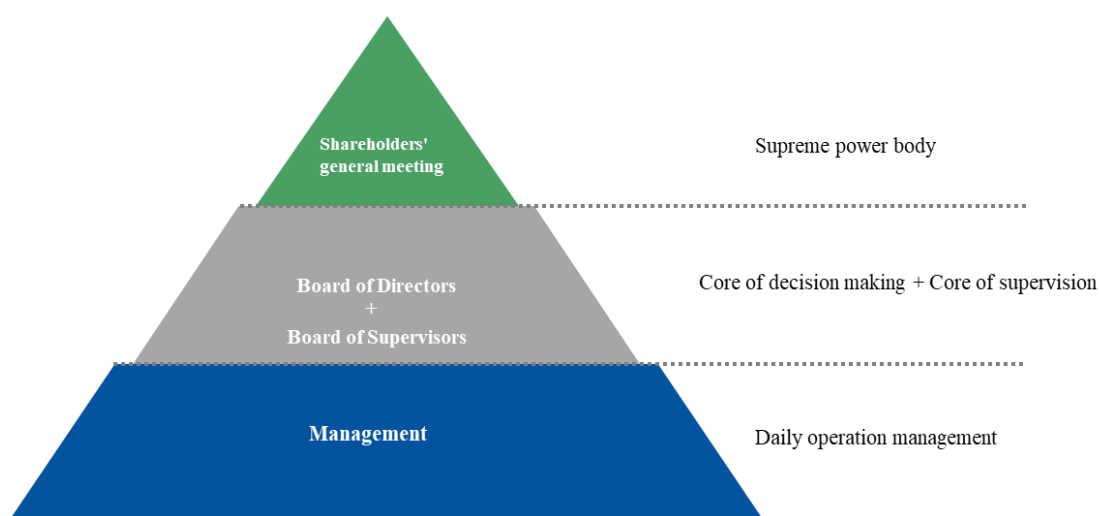 Shareholders'
general meeting
Supreme power body
Board of Directors
+
Board of Supervisors
Core of decision making + Core of supervision
Management
Daily operation management